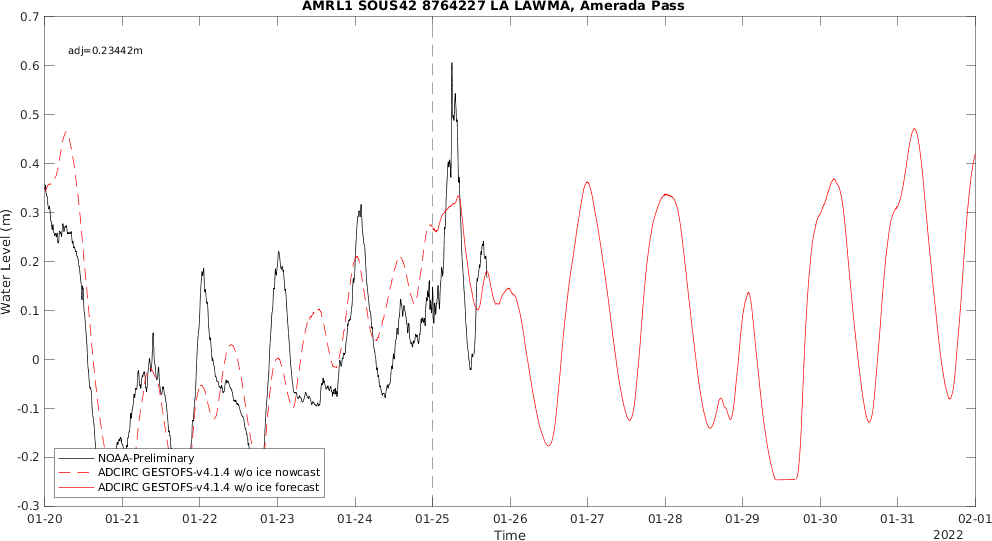 AMRL1 SOUS42 8764227 LA LAWMA, Amerada Pass
adj=0.23442m
0.7
0.6
0.5
0.4
0.3
0.2
0.1
0
-0.1
-0.2
-0.3
Water Level (m)
NOAA-Preliminary
ADCIRC GESTOFS-v4.1.4 w/o ice nowcast
ADCIRC GESTOFS-v4.1.4 w/o ice forecast
01-20 01-21 01-22 01-23 01-24 01-25 01-26 01-27 01-28 01-29 01-30 01-31 02-01
Time
2022